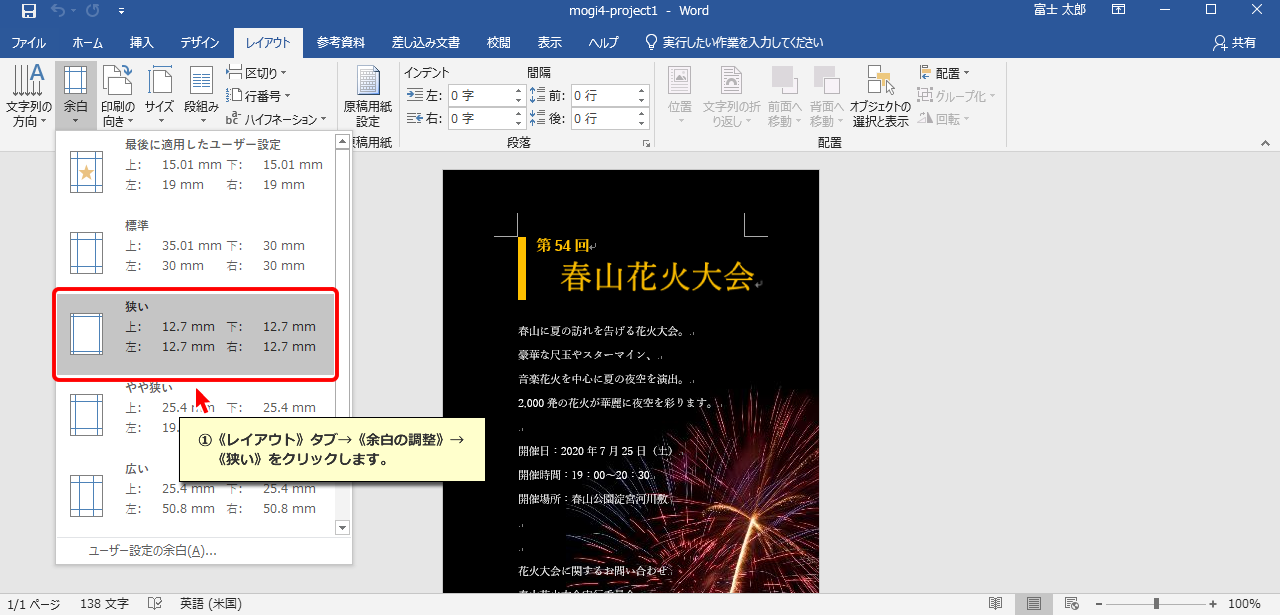 mogi4-project1 - Word
富士 太郎
ファイル ホーム 挿入 デザイン レイアウト 参考資料 差し込み文書 校閲 表示 ヘルプ 実行したい作業を入力してください 共有
文字列の方向
余白
印刷の向き
サイズ
段組み
区切り
行番号
ハイフネーション
原稿用紙設定
原稿用紙
インデント
左: 0 字
右: 0 字
間隔
前: 0 行
後: 0 行
段落
位置
文字列の折り返し
前面へ移動
背面へ移動
オブジェクトの選択と表示
配置
グループ化
回転
配置
最後に適用したユーザー設定
上: 15.01 mm 下: 15.01 mm
左: 19 mm 右: 19 mm
標準
上: 35.01 mm 下: 30 mm
左: 30 mm 右: 30 mm
狭い
上: 12.7 mm 下: 12.7 mm
左: 12.7 mm 右: 12.7 mm
やや狭い
上: 25.4 mm 下: 25.4 mm
左: 19.
広い
上: 25.4 mm 下: 25.4 mm
左: 50.8 mm 右: 50.8 mm
ユーザー設定の余白(A)...
①《レイアウト》タブ→《余白の調整》→
《狭い》をクリックします。
第 54 回
春山花火大会
春山に夏の訪れを告げる花火大会。
豪華な尺玉やスターマイン、
音楽花火を中心に夏の夜空を演出。
2,000 発の花火が華麗に夜空を彩ります。
開催日：2020 年 7 月 25 日（土）
開催時間：19：00～20：30
開催場所：春山公園淀宮河川敷
花火大会に関するお問い合わせ
春山花火大会実行委員会
1/1 ページ 138 文字 英語 (米国) 100%